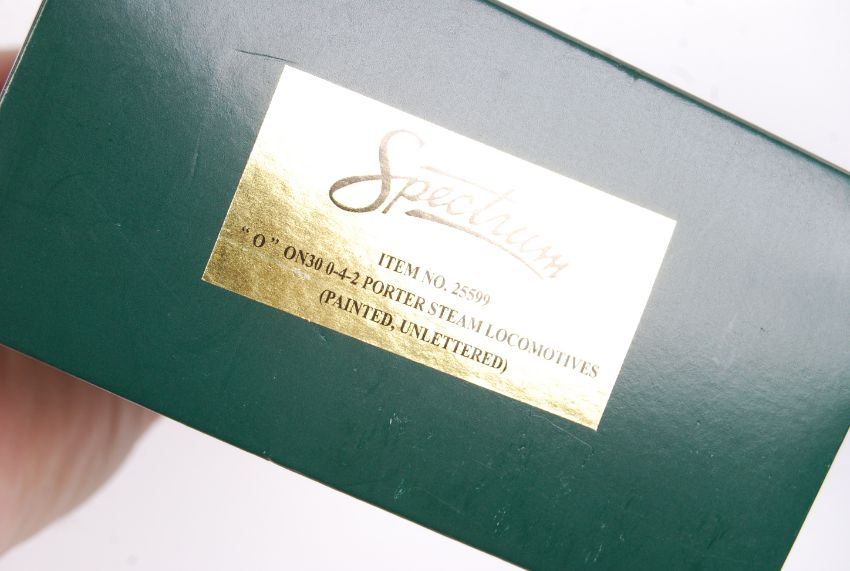 Spectrum
ITEM NO. 25599
“O” ON30 0-4-2 PORTER STEAM LOCOMOTIVES
(PAINTED, UNLETTERED)